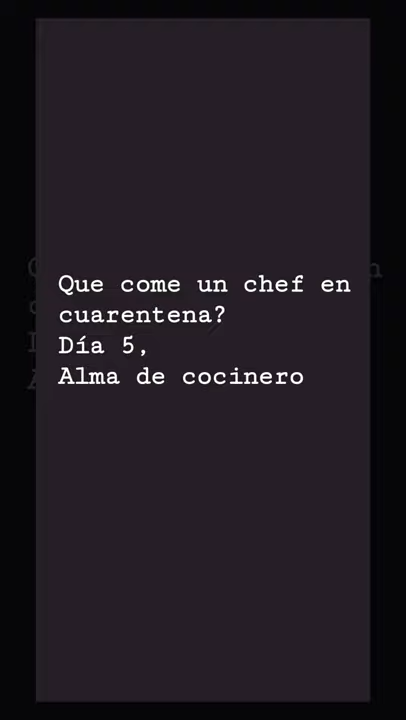 Que come un chef en
cuarentena?
Día 5,
Alma de cocinero